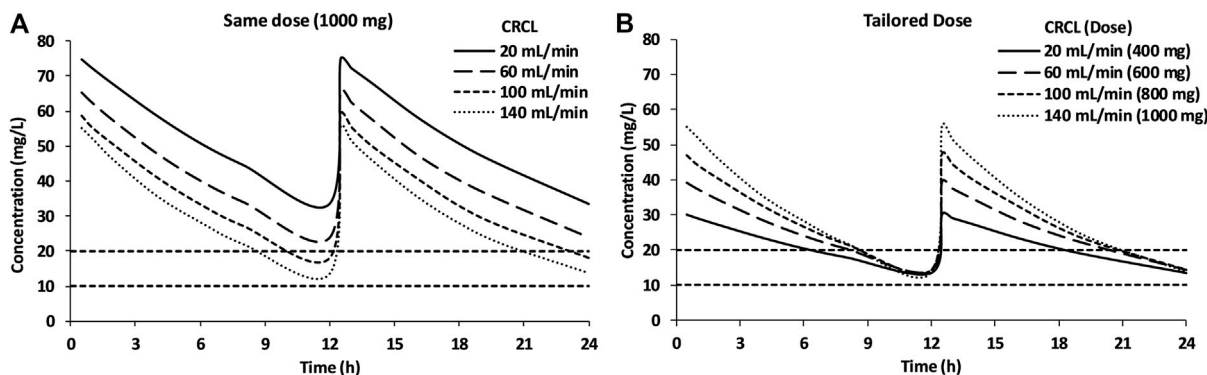 A
Same dose (1000 mg)
CRCL
20 mL/min
60 mL/min
100 mL/min
140 mL/min
Concentration (mg/L)
80
70
60
50
40
30
20
10
0
0 3 6 9 12 15 18 21 24
Time (h)
B
Tailored Dose
CRCL (Dose)
20 mL/min (400 mg)
60 mL/min (600 mg)
100 mL/min (800 mg)
140 mL/min (1000 mg)
Concentration (mg/L)
80
70
60
50
40
30
20
10
0
0 3 6 9 12 15 18 21 24
Time (h)